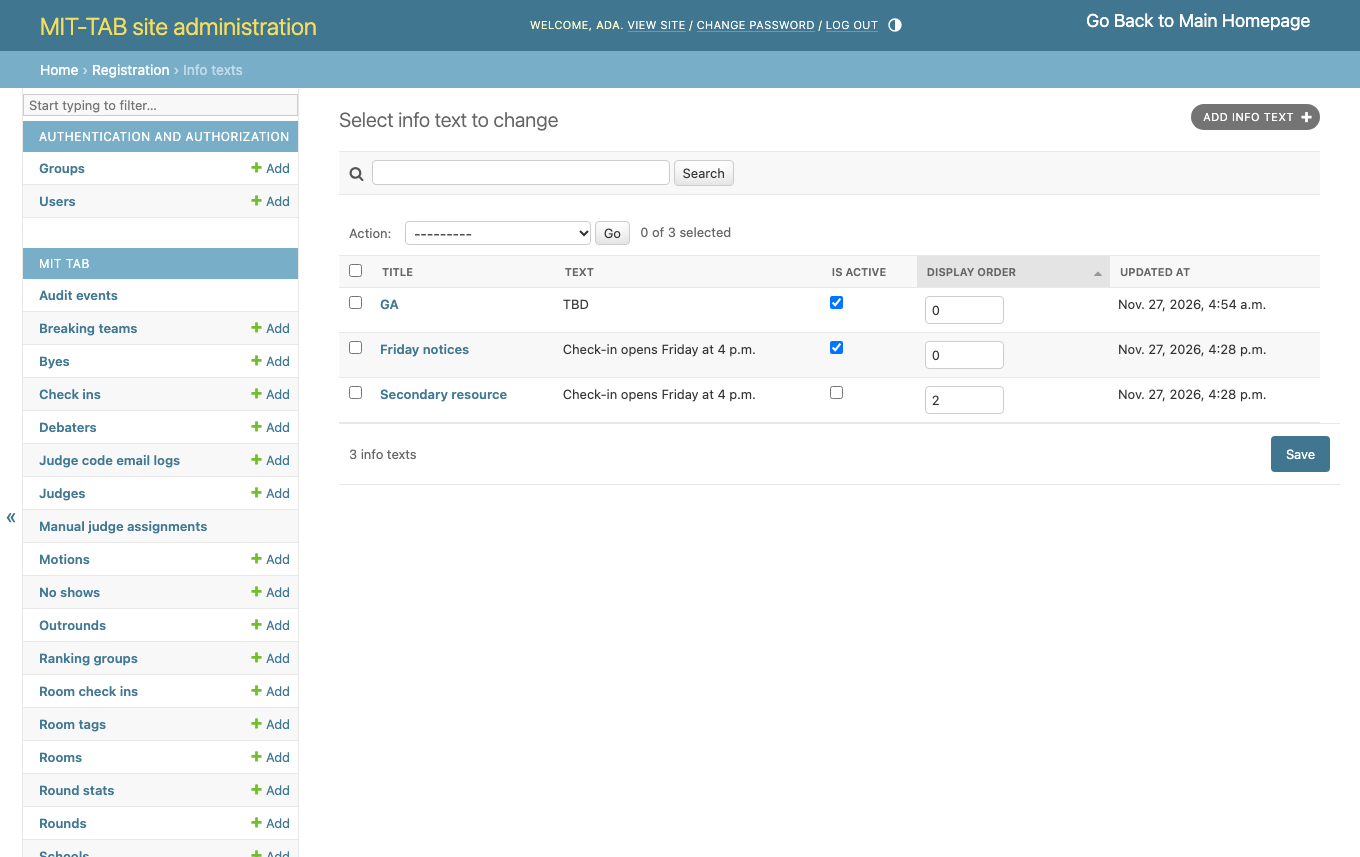 MIT-TAB site administration
WELCOME, ADA. VIEW SITE / CHANGE PASSWORD / LOG OUT
Go Back to Main Homepage
Home › Registration › Info texts
Start typing to filter...
AUTHENTICATION AND AUTHORIZATION
Groups Add
Users Add
MIT TAB
Audit events
Breaking teams Add
Byes Add
Check ins Add
Debaters Add
Judge code email logs Add
Judges Add
Manual judge assignments
Motions Add
No shows Add
Outrounds Add
Ranking groups Add
Room check ins Add
Room tags Add
Rooms Add
Round stats Add
Rounds Add
Schools Add
«
Select info text to change
ADD INFO TEXT
Search
Action: --------- Go 0 of 3 selected
TITLE TEXT IS ACTIVE DISPLAY ORDER UPDATED AT
GA TBD 0 Nov. 27, 2026, 4:54 a.m.
Friday notices Check-in opens Friday at 4 p.m. 0 Nov. 27, 2026, 4:28 p.m.
Secondary resource Check-in opens Friday at 4 p.m. 2 Nov. 27, 2026, 4:28 p.m.
3 info texts
Save